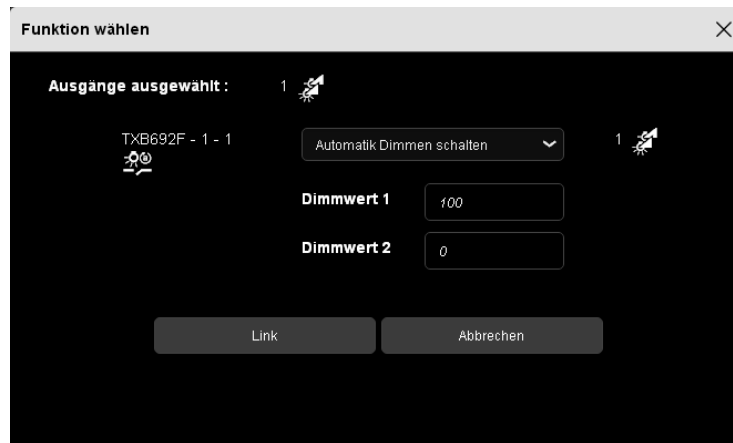 Funktion wählen
Ausgänge ausgewählt : 1
TXB692F - 1 - 1 Automatik Dimmen schalten 1
Dimmwert 1 100
Dimmwert 2 0
Link Abbrechen